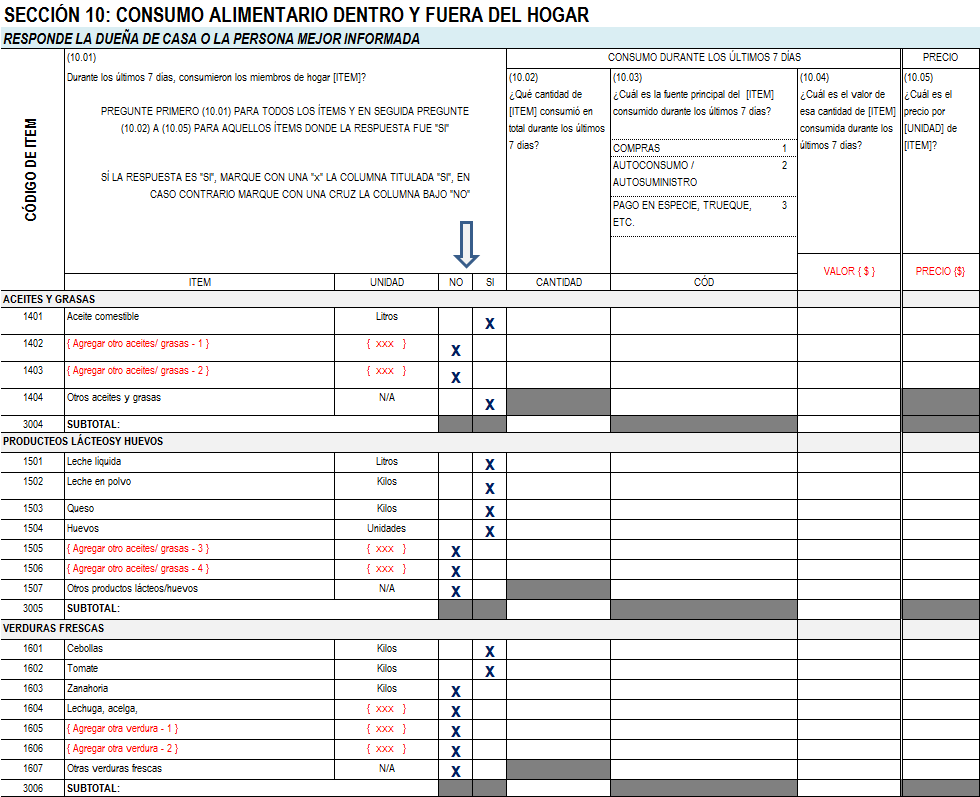 SECCIÓN 10: CONSUMO ALIMENTARIO DENTRO Y FUERA DEL HOGAR
RESPONDE LA DUEÑA DE CASA O LA PERSONA MEJOR INFORMADA
CÓDIGO DE ITEM
(10.01)
Durante los últimos 7 dias, consumieron los miembros de hogar [ITEM]?
PREGUNTE PRIMERO (10.01) PARA TODOS LOS ÍTEMS Y EN SEGUIDA PREGUNTE
(10.02) A (10.05) PARA AQUELLOS ÍTEMS DONDE LA RESPUESTA FUE "SI"
SÍ LA RESPUESTA ES "SI", MARQUE CON UNA "x" LA COLUMNA TITULADA "SI", EN
CASO CONTRARIO MARQUE CON UNA CRUZ LA COLUMNA BAJO "NO"
CONSUMO DURANTE LOS ÚLTIMOS 7 DÍAS
PRECIO
(10.02)
¿Qué cantidad de
[ITEM] consumió en
total durante los últimos
7 dias?
(10.03)
¿Cuál es la fuente principal del [ITEM]
consumido durante los últimos 7 dias?
COMPRAS 1
AUTOCONSUMO / 2
AUTOSUMINISTRO
PAGO EN ESPECIE, TRUEQUE, 3
ETC.
(10.04)
¿Cuál es el valor de
esa cantidad de [ITEM]
consumida durante los
últimos 7 dias?
VALOR { $ }
(10.05)
¿Cuál es el
precio por
[UNIDAD] de
[ITEM]?
PRECIO {$}
ITEM UNIDAD NO SI CANTIDAD CÓD
ACEITES Y GRASAS
1401 Aceite comestible Litros X
1402 { Agregar otro aceites/ grasas - 1 } { xxx } X
1403 { Agregar otro aceites/ grasas - 2 } { xxx } X
1404 Otros aceites y grasas N/A X
3004 SUBTOTAL:
PRODUCTEOS LÁCTEOSY HUEVOS
1501 Leche líquida Litros X
1502 Leche en polvo Kilos X
1503 Queso Kilos X
1504 Huevos Unidades X
1505 { Agregar otro aceites/ grasas - 3 } { xxx } X
1506 { Agregar otro aceites/ grasas - 4 } { xxx } X
1507 Otros productos lácteos/huevos N/A X
3005 SUBTOTAL:
VERDURAS FRESCAS
1601 Cebollas Kilos X
1602 Tomate Kilos X
1603 Zanahoria Kilos X
1604 Lechuga, acelga, { xxx } X
1605 { Agregar otra verdura - 1 } { xxx } X
1606 { Agregar otra verdura - 2 } { xxx } X
1607 Otras verduras frescas N/A X
3006 SUBTOTAL: